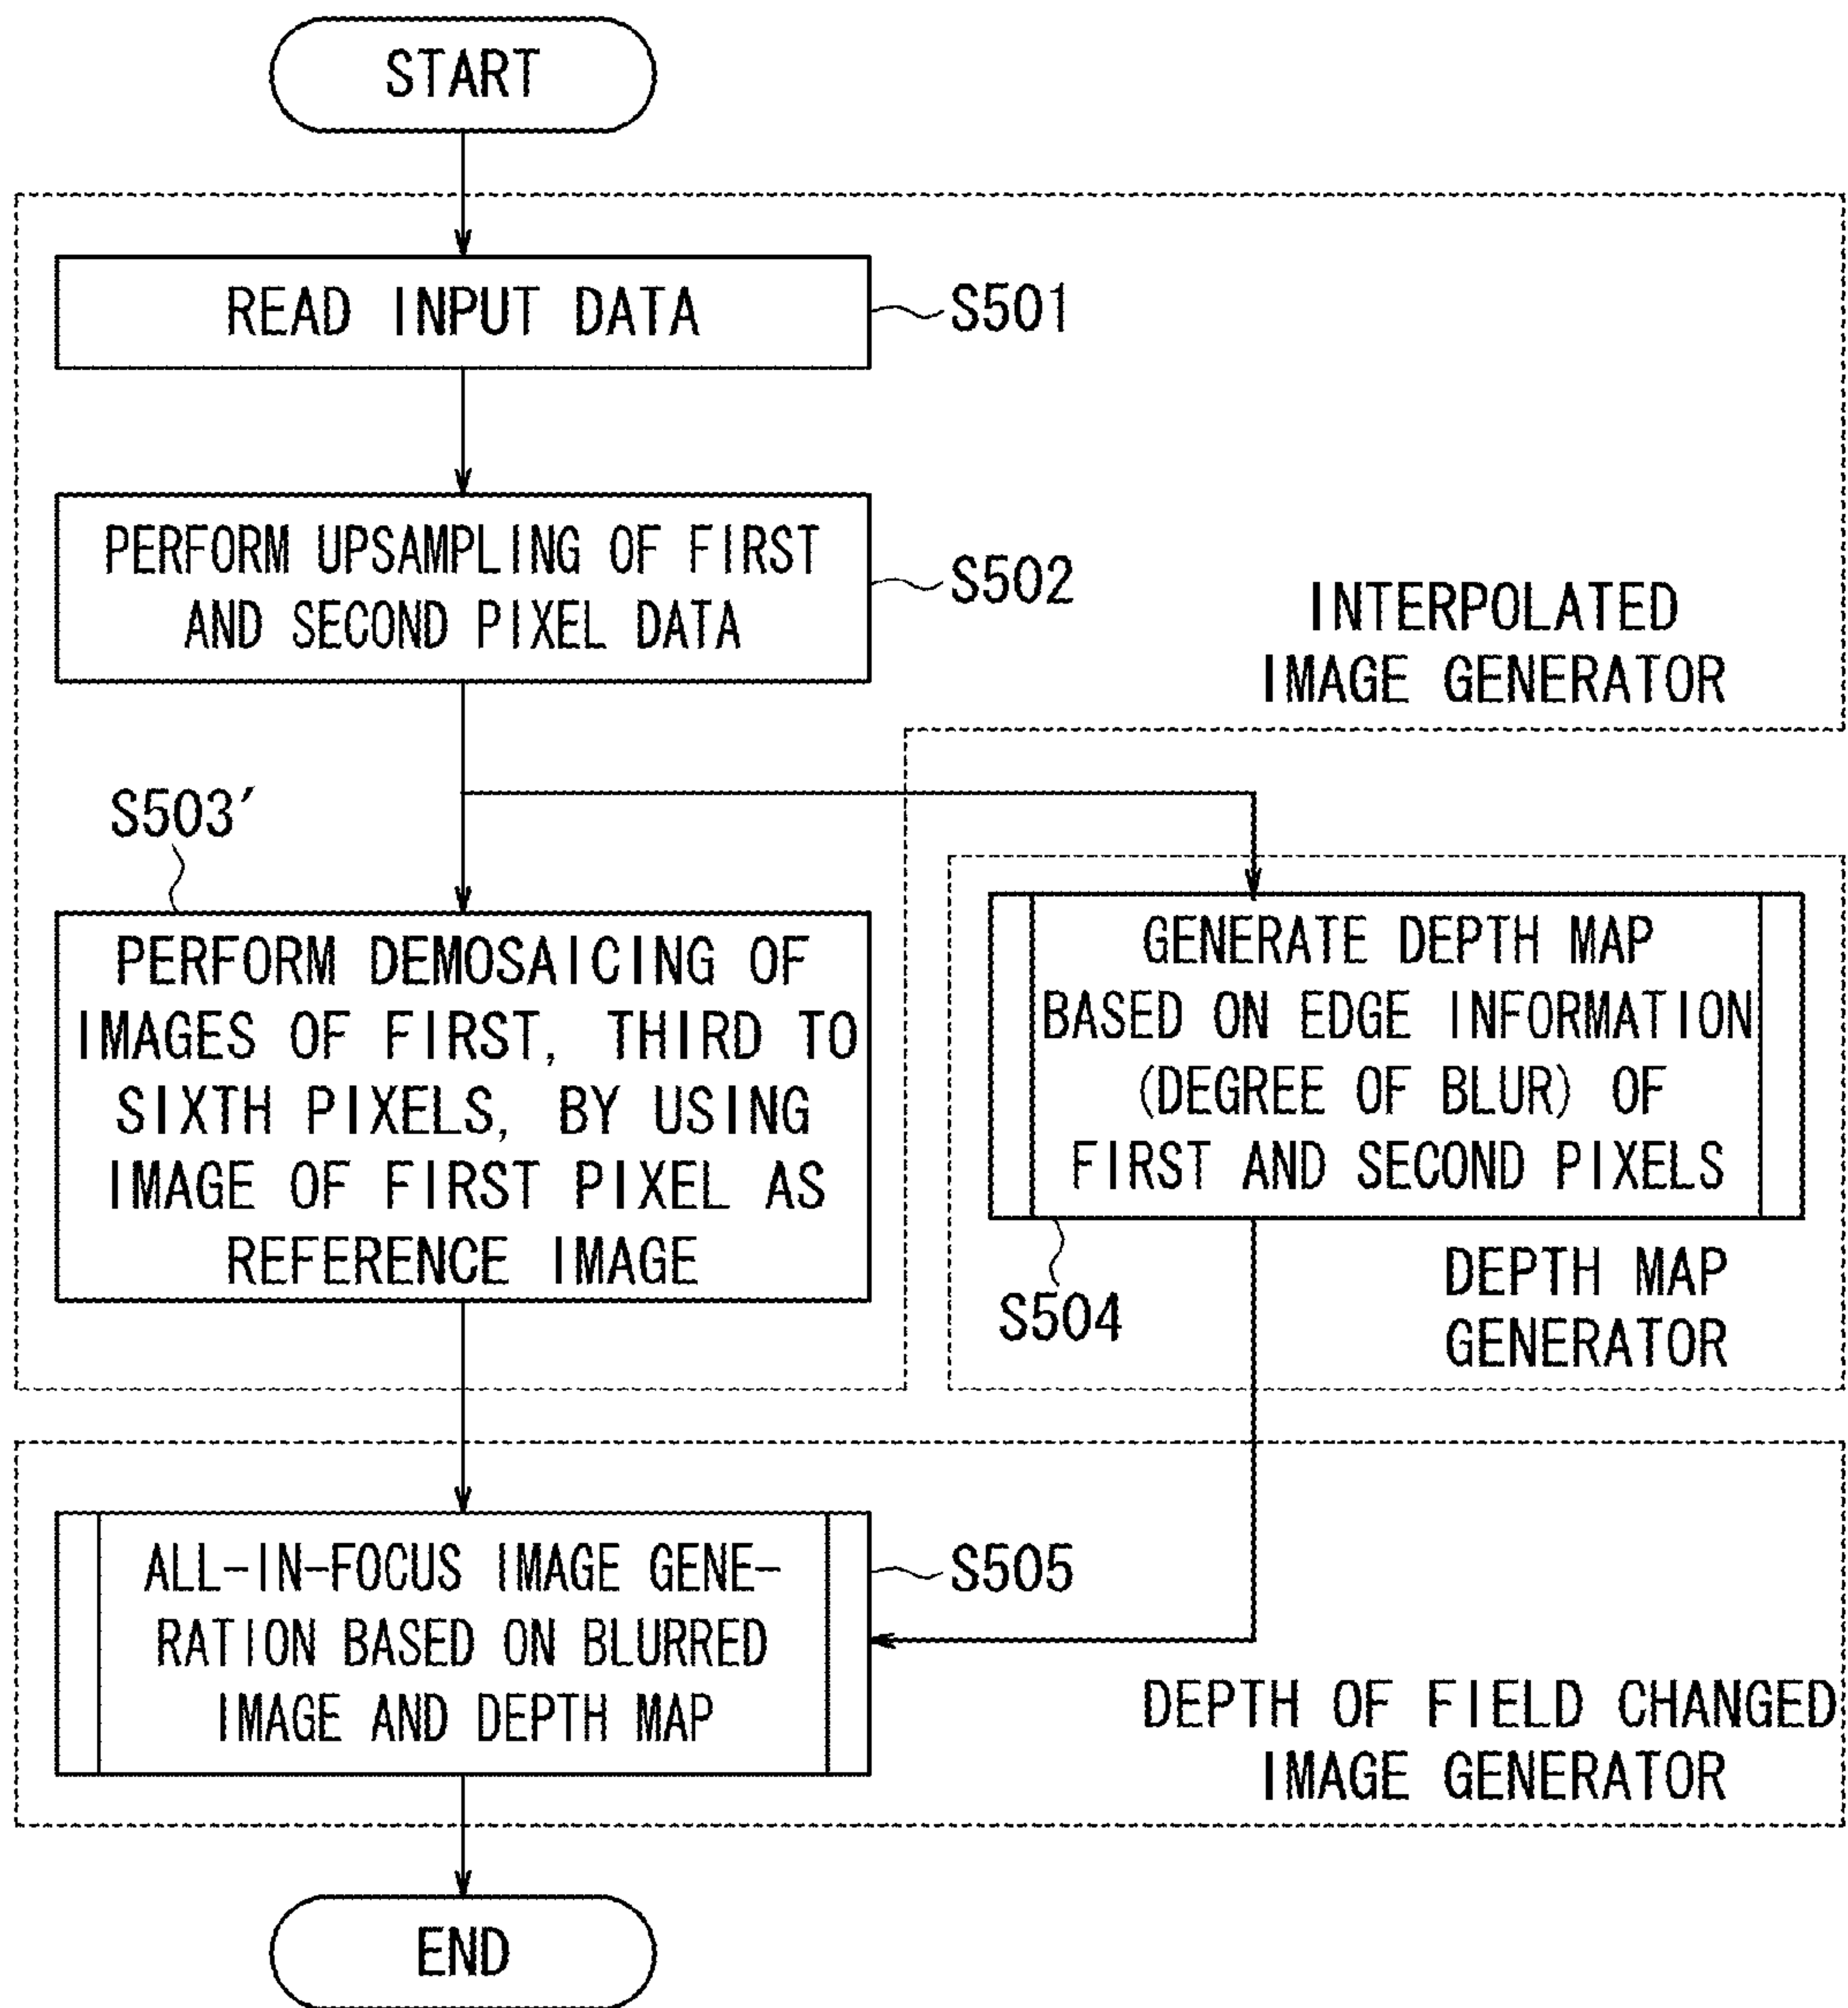 START
READ INPUT DATA
S501
PERFORM UPSAMPLING OF FIRST
AND SECOND PIXEL DATA
S502
INTERPOLATED
IMAGE GENERATOR
S503′
PERFORM DEMOSAICING OF
IMAGES OF FIRST, THIRD TO
SIXTH PIXELS, BY USING
IMAGE OF FIRST PIXEL AS
REFERENCE IMAGE
GENERATE DEPTH MAP
BASED ON EDGE INFORMATION
(DEGREE OF BLUR) OF
FIRST AND SECOND PIXELS
S504
DEPTH MAP
GENERATOR
ALL-IN-FOCUS IMAGE GENE-
RATION BASED ON BLURRED
IMAGE AND DEPTH MAP
S505
DEPTH OF FIELD CHANGED
IMAGE GENERATOR
END